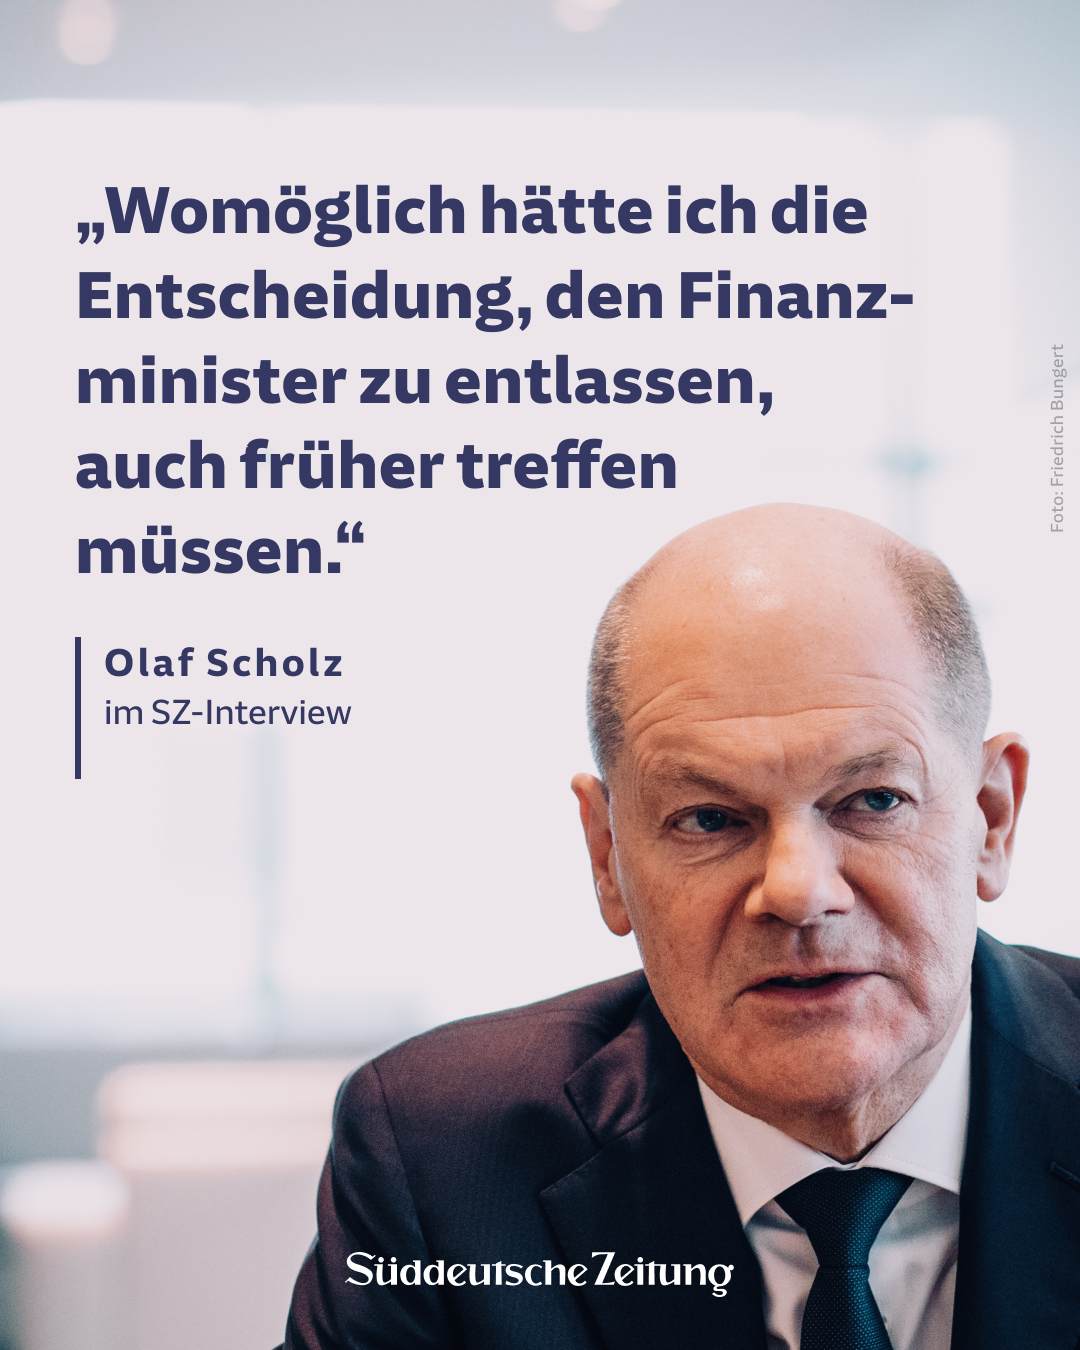 „Womöglich hätte ich die
Entscheidung, den Finanz-
minister zu entlassen,
auch früher treffen
müssen.“
Olaf Scholz
im SZ-Interview
Foto: Friedrich Bungert
Süddeutsche Zeitung